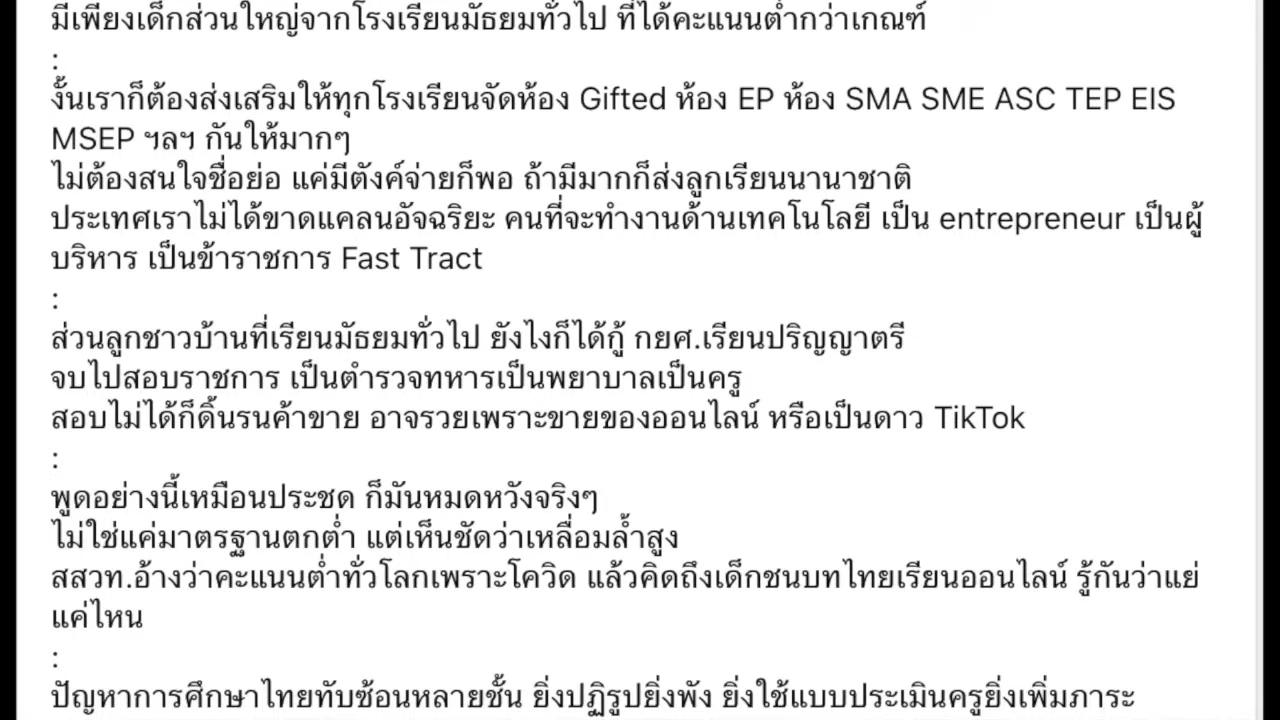 มีเพียงเด็กส่วนใหญ่จากโรงเรียนมัธยมทั่วไป ที่ได้คะแนนต่ำกว่าเกณฑ์
:
งั้นเราก็ต้องส่งเสริมให้ทุกโรงเรียนจัดห้อง Gifted ห้อง EP ห้อง SMA SME ASC TEP EIS
MSEP ฯลฯ กันให้มากๆ
ไม่ต้องสนใจชื่อย่อ แค่มีตังค์จ่ายก็พอ ถ้ามีมากก็ส่งลูกเรียนนานาชาติ
ประเทศเราไม่ได้ขาดแคลนอัจฉริยะ คนที่จะทำงานด้านเทคโนโลยี เป็น entrepreneur เป็นผู้
บริหาร เป็นข้าราชการ Fast Tract
:
ส่วนลูกชาวบ้านที่เรียนมัธยมทั่วไป ยังไงก็ได้กู้ กยศ.เรียนปริญญาตรี
จบไปสอบราชการ เป็นตำรวจทหารเป็นพยาบาลเป็นครู
สอบไม่ได้ก็ดิ้นรนค้าขาย อาจรวยเพราะขายของออนไลน์ หรือเป็นดาว TikTok
:
พูดอย่างนี้เหมือนประชด ก็มันหมดหวังจริงๆ
ไม่ใช่แค่มาตรฐานตกต่ำ แต่เห็นชัดว่าเหลื่อมล้ำสูง
สสวท.อ้างว่าคะแนนต่ำทั่วโลกเพราะโควิด แล้วคิดถึงเด็กชนบทไทยเรียนออนไลน์ รู้กันว่าแย่
แค่ไหน
:
ปัญหาการศึกษาไทยทับซ้อนหลายชั้น ยิ่งปฏิรูปยิ่งพัง ยิ่งใช้แบบประเมินครูยิ่งเพิ่มภาระ